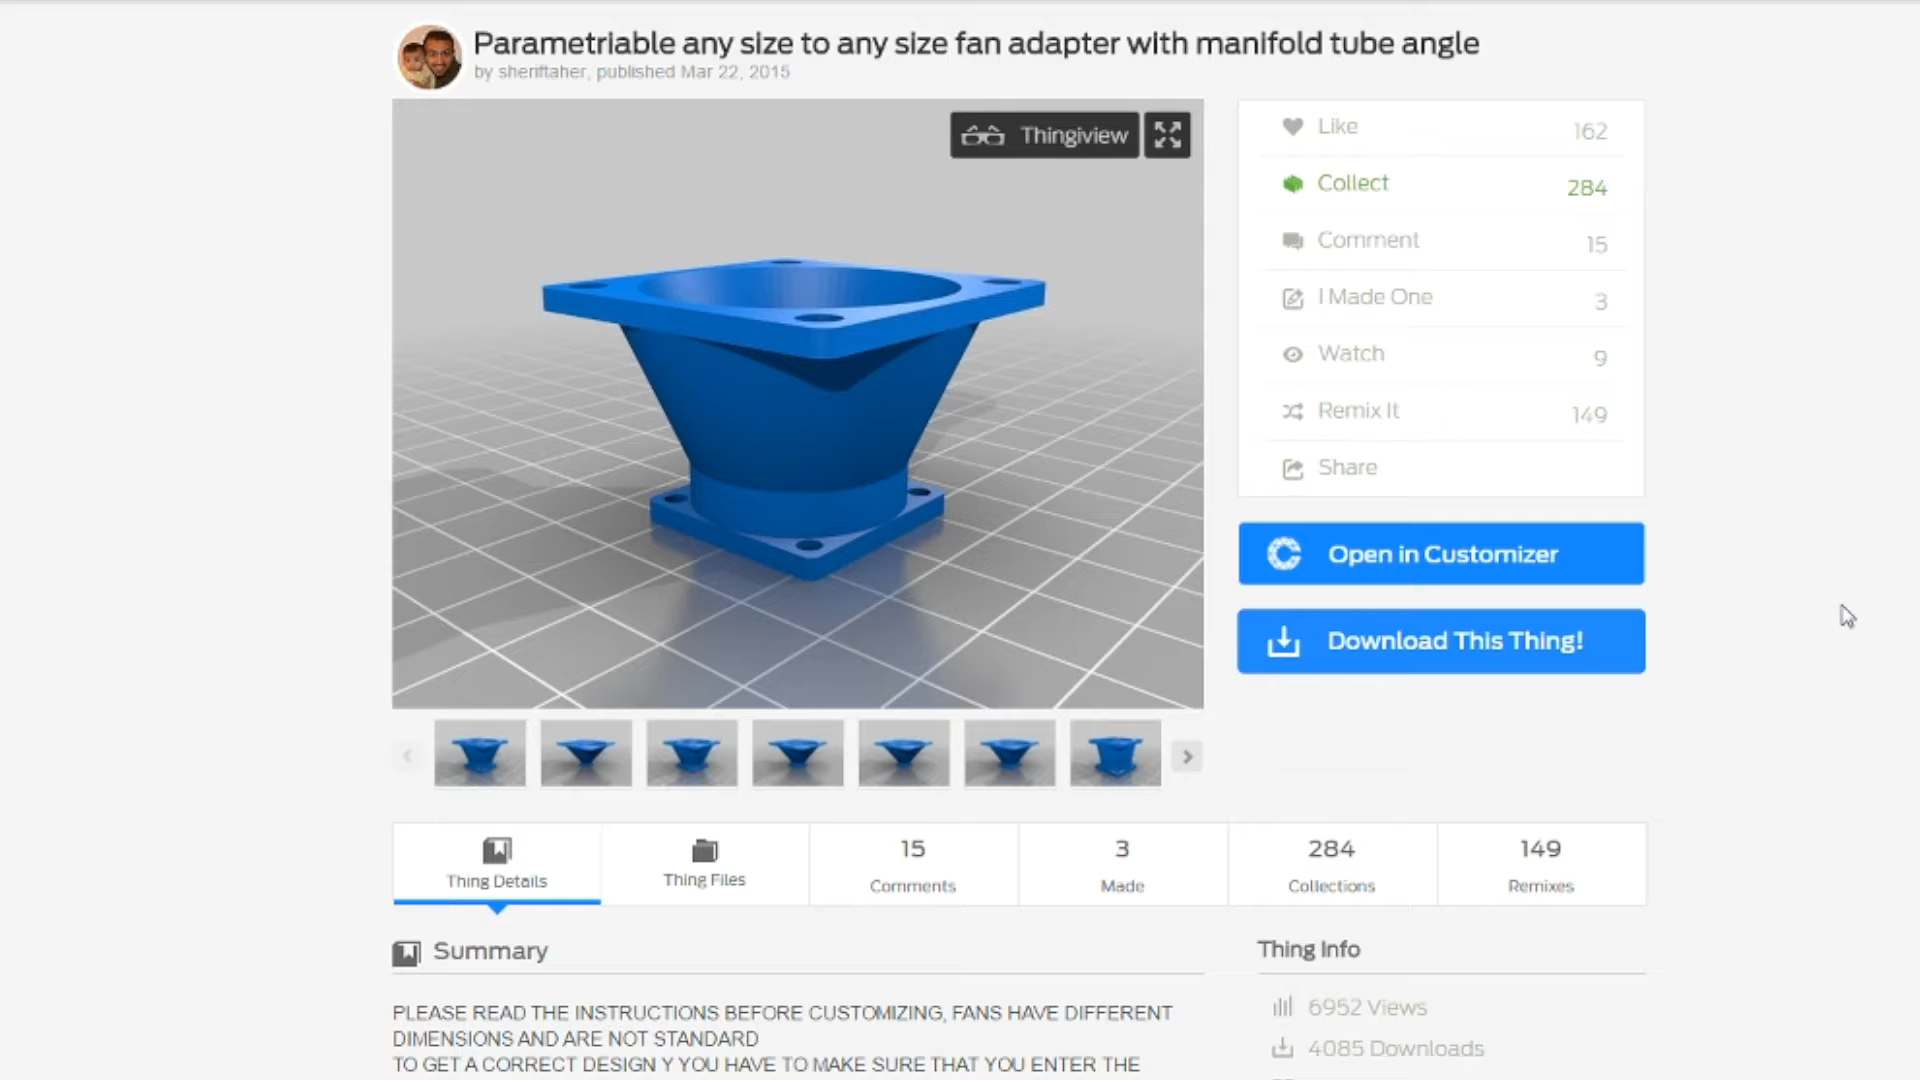 Parametriable any size to any size fan adapter with manifold tube angle
by sheriftaher, published Mar 22, 2015
Thingiview
Like 162
Collect 284
Comment 15
I Made One 3
Watch 9
Remix It 149
Share
Open in Customizer
Download This Thing!
Thing Details
Thing Files
15
Comments
3
Made
284
Collections
149
Remixes
Summary
PLEASE READ THE INSTRUCTIONS BEFORE CUSTOMIZING, FANS HAVE DIFFERENT
DIMENSIONS AND ARE NOT STANDARD
TO GET A CORRECT DESIGN Y YOU HAVE TO MAKE SURE THAT YOU ENTER THE
Thing Info
6952 Views
4085 Downloads